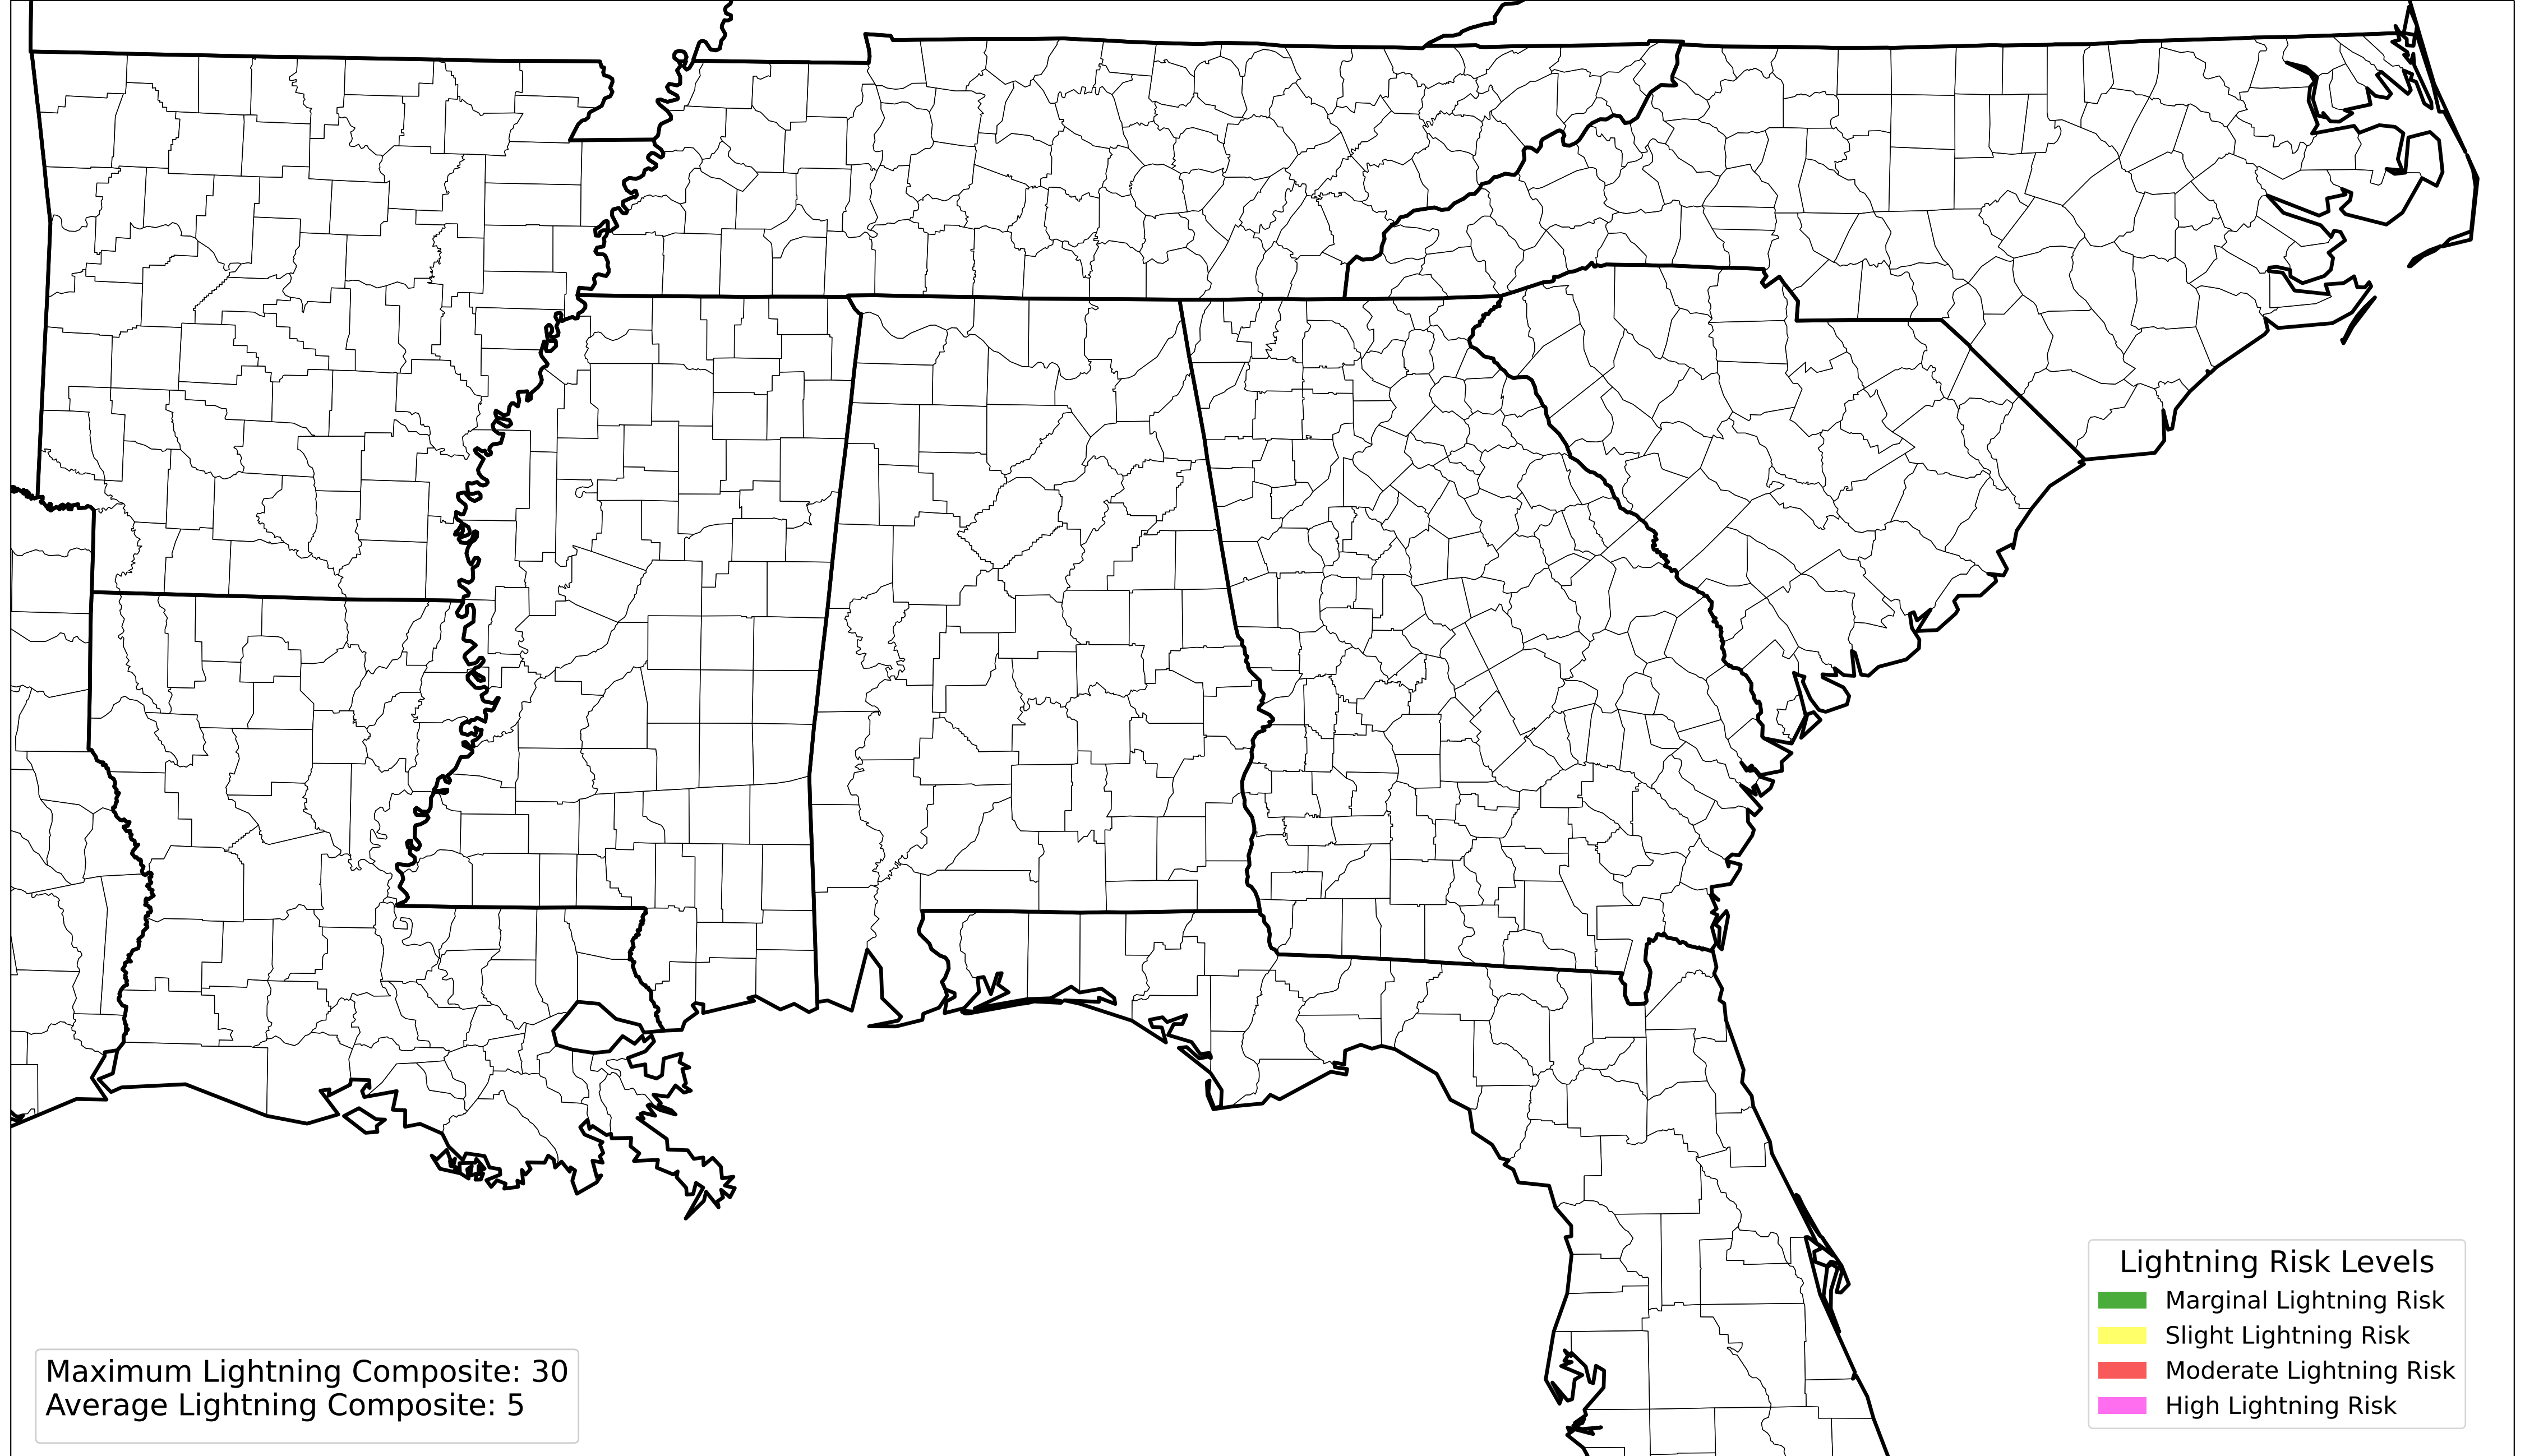 Maximum Lightning Composite: 30
Average Lightning Composite: 5
Lightning Risk Levels
Marginal Lightning Risk
Slight Lightning Risk
Moderate Lightning Risk
High Lightning Risk